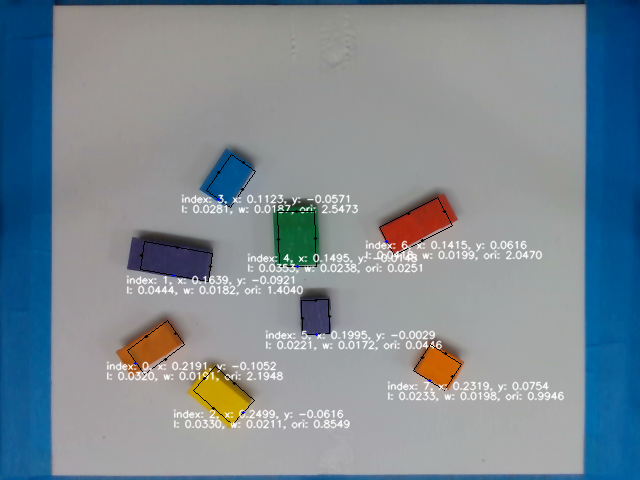 index: 3, x: 0.1123, y: -0.0571
l: 0.0281, w: 0.0187, ori: 2.5473
index: 6, x: 0.1415, y: 0.0616
l: 0.0418, w: 0.0199, ori: 2.0470
index: 4, x: 0.1495, y: -0.0148
l: 0.0353, w: 0.0238, ori: 0.0251
index: 1, x: 0.1639, y: -0.0921
l: 0.0444, w: 0.0182, ori: 1.4040
index: 5, x: 0.1995, y: -0.0029
l: 0.0221, w: 0.0172, ori: 0.0446
index: 0, x: 0.2191, y: -0.1052
l: 0.0320, w: 0.0191, ori: 2.1948
index: 7, x: 0.2319, y: 0.0754
l: 0.0233, w: 0.0198, ori: 0.9946
index: 2, x: 0.2499, y: -0.0616
l: 0.0330, w: 0.0211, ori: 0.8549